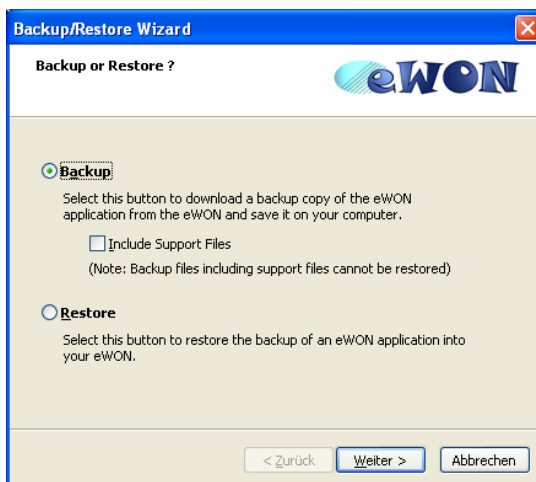 Backup/Restore Wizard
Backup or Restore ?
eWON
Backup
Select this button to download a backup copy of the eWON
application from the eWON and save it on your computer.
Include Support Files
(Note: Backup files including support files cannot be restored)
Restore
Select this button to restore the backup of an eWON application into
your eWON.
< Zurück
Weiter >
Abbrechen